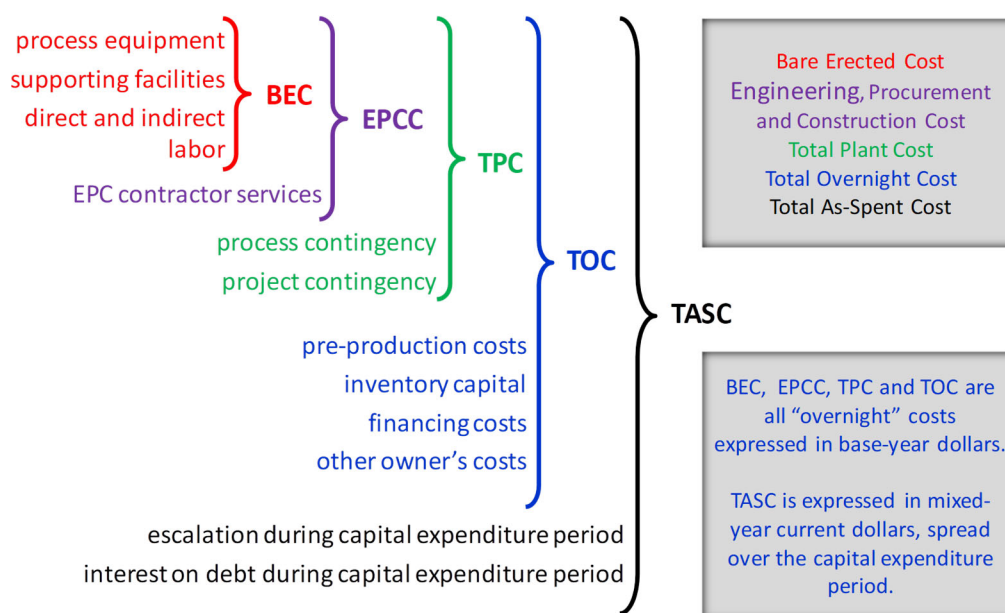 process equipment
supporting facilities
direct and indirect
labor
BEC
EPC contractor services
EPCC
process contingency
project contingency
TPC
pre-production costs
inventory capital
financing costs
other owner's costs
TOC
escalation during capital expenditure period
interest on debt during capital expenditure period
TASC
Bare Erected Cost
Engineering, Procurement
and Construction Cost
Total Plant Cost
Total Overnight Cost
Total As-Spent Cost
BEC, EPCC, TPC and TOC are
all “overnight” costs
expressed in base-year dollars.
TASC is expressed in mixed-
year current dollars, spread
over the capital expenditure
period.